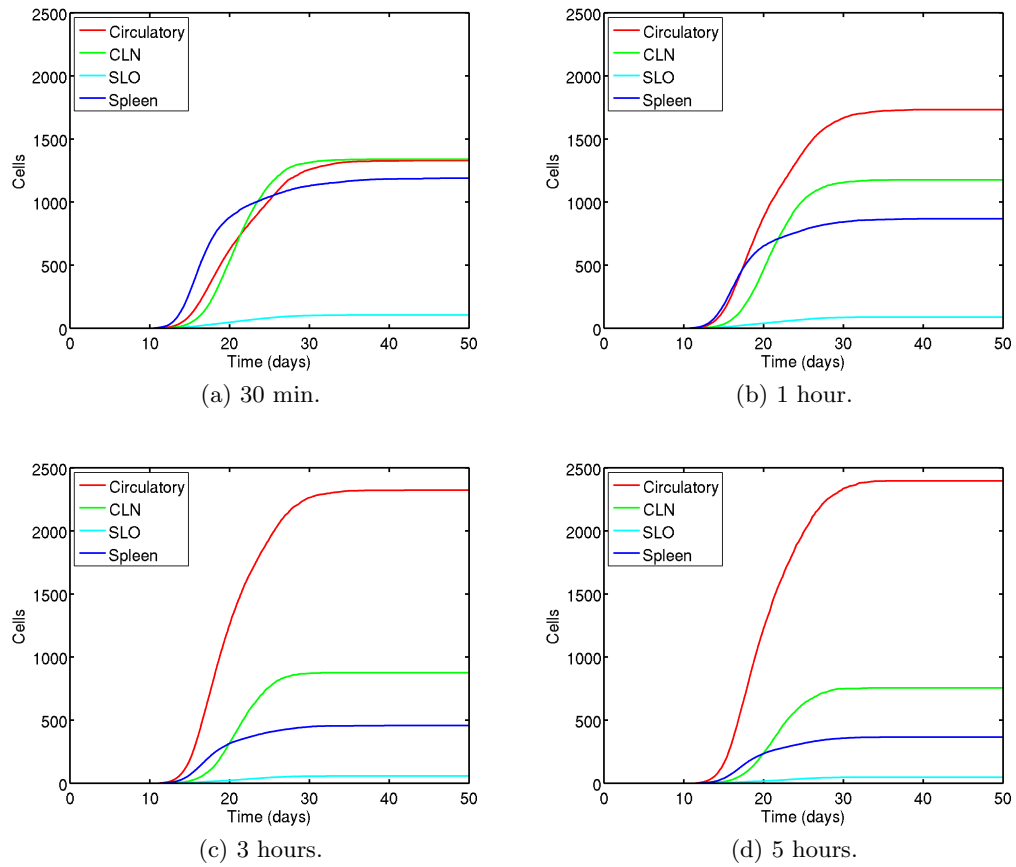 2500
2000
1500
1000
500
0
Cells
Circulatory
CLN
SLO
Spleen
0 10 20 30 40 50
Time (days)
(a) 30 min.
2500
2000
1500
1000
500
0
Cells
Circulatory
CLN
SLO
Spleen
0 10 20 30 40 50
Time (days)
(b) 1 hour.
2500
2000
1500
1000
500
0
Cells
Circulatory
CLN
SLO
Spleen
0 10 20 30 40 50
Time (days)
(c) 3 hours.
2500
2000
1500
1000
500
0
Cells
Circulatory
CLN
SLO
Spleen
0 10 20 30 40 50
Time (days)
(d) 5 hours.